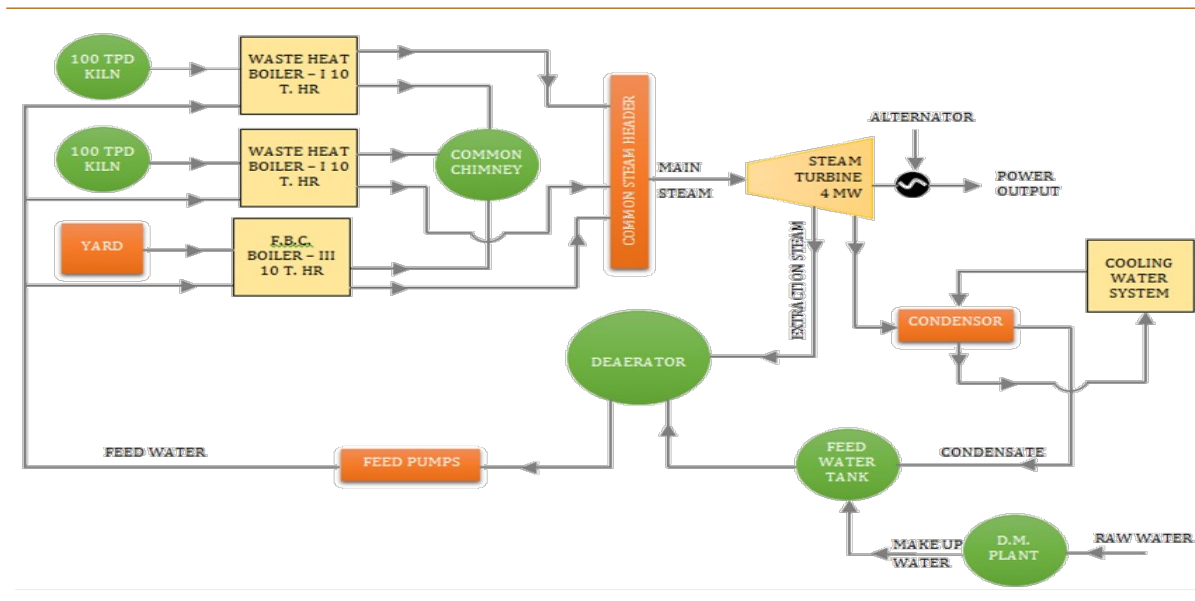 100 TPD
KILN
WASTE HEAT
BOILER – I 10
T. HR
100 TPD
KILN
WASTE HEAT
BOILER – I 10
T. HR
YARD
F.B.C.
BOILER – III
10 T. HR
COMMON
CHIMNEY
COMMON STEAM HEADER
MAIN
STEAM
STEAM
TURBINE
4 MW
ALTERNATOR
POWER
OUTPUT
EXTRACTION STEAM
COOLING
WATER
SYSTEM
CONDENSOR
DEAERATOR
FEED WATER
FEED PUMPS
FEED
WATER
TANK
CONDENSATE
MAKE UP
WATER
D.M.
PLANT
RAW WATER